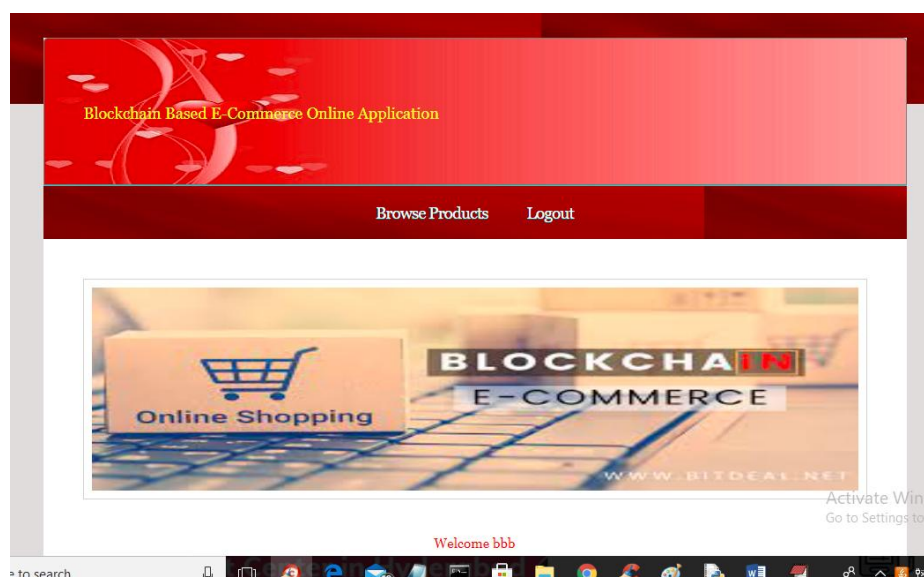 Blockchain Based E-Commerce Online Application
Browse Products Logout
BLOCKCHAIN
E-COMMERCE
Online Shopping
WWW.BITDEAL.NET
Activate Win
Go to Settings to
Welcome bbb
e to search